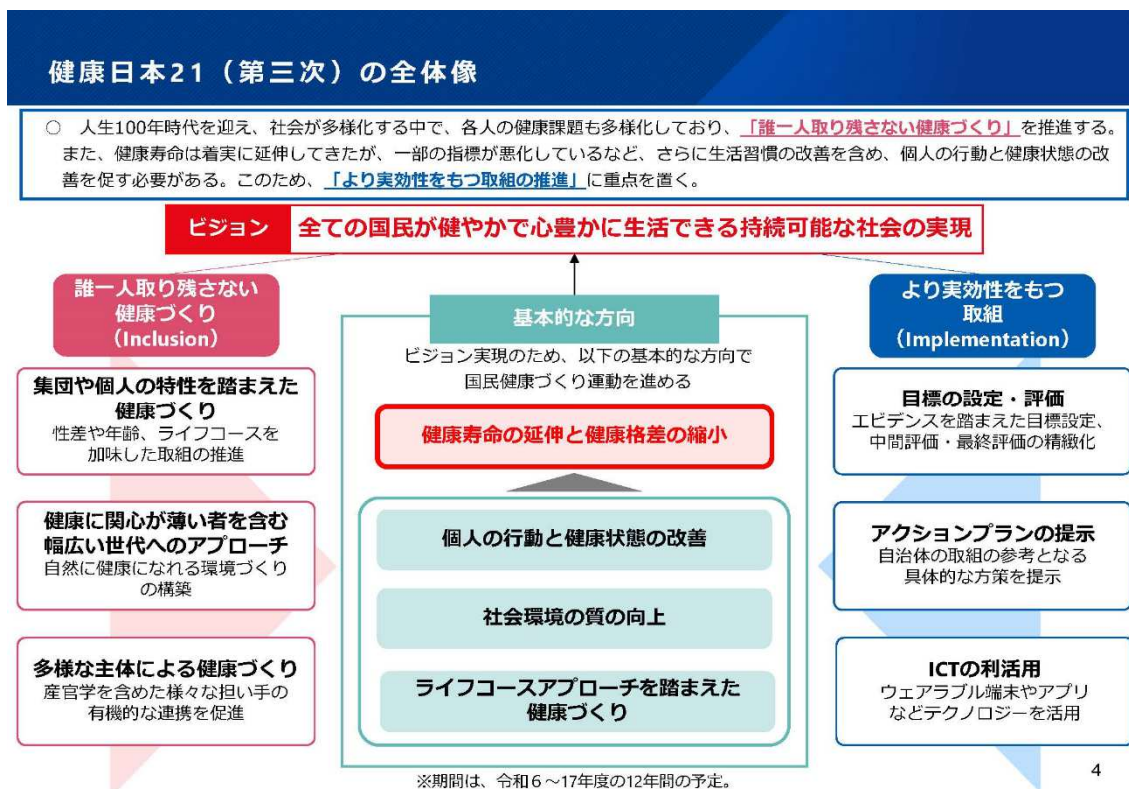 健康日本21（第三次）の全体像
○　人生100年時代を迎え、社会が多様化する中で、各人の健康課題も多様化しており、「誰一人取り残さない健康づくり」を推進する。
また、健康寿命は着実に延伸してきたが、一部の指標が悪化しているなど、さらに生活習慣の改善を含め、個人の行動と健康状態の改
善を促す必要がある。このため、「より実効性をもつ取組の推進」に重点を置く。
ビジョン　全ての国民が健やかで心豊かに生活できる持続可能な社会の実現
誰一人取り残さない
健康づくり
（Inclusion）
集団や個人の特性を踏まえた
健康づくり
性差や年齢、ライフコースを
加味した取組の推進
健康に関心が薄い者を含む
幅広い世代へのアプローチ
自然に健康になれる環境づくり
の構築
多様な主体による健康づくり
産官学を含めた様々な担い手の
有機的な連携を促進
基本的な方向
ビジョン実現のため、以下の基本的な方向で
国民健康づくり運動を進める
健康寿命の延伸と健康格差の縮小
個人の行動と健康状態の改善
社会環境の質の向上
ライフコースアプローチを踏まえた
健康づくり
※期間は、令和６～17年度の12年間の予定。
より実効性をもつ
取組
（Implementation）
目標の設定・評価
エビデンスを踏まえた目標設定、
中間評価・最終評価の精緻化
アクションプランの提示
自治体の取組の参考となる
具体的な方策を提示
ICTの利活用
ウェアラブル端末やアプリ
などテクノロジーを活用
4